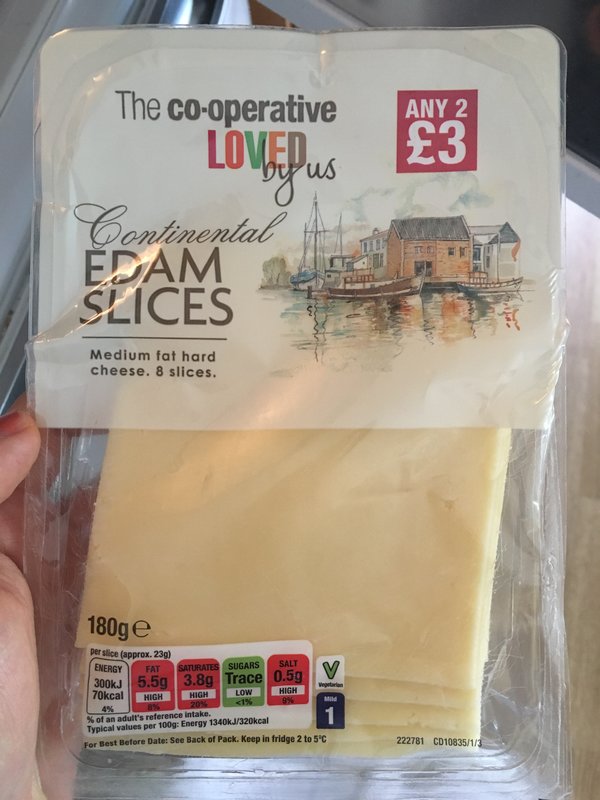 The co-operative
LOVED
by us
ANY 2
£3
Continental
EDAM
SLICES
Medium fat hard
cheese. 8 slices.
180g e
per slice (approx. 23g)
ENERGY
300kJ
70kcal
4%
FAT
5.5g
HIGH
8%
SATURATES
3.8g
HIGH
20%
SUGARS
Trace
LOW
<1%
SALT
0.5g
HIGH
9%
V
Vegetarian
Mild
1
% of an adult's reference intake.
Typical values per 100g: Energy 1340kJ/320kcal
For Best Before Date: See Back of Pack. Keep in fridge 2 to 5°C
222781 CD10835/1/3